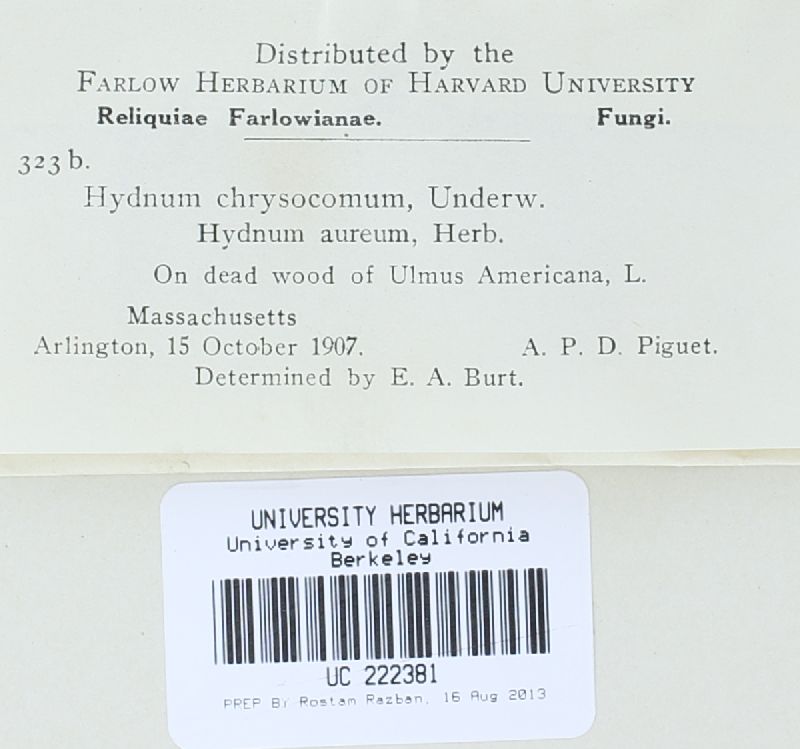 Distributed by the
Farlow Herbarium of Harvard University
Reliquiae Farlowianae. Fungi.
323 b.
Hydnum chrysocomum, Underw.
Hydnum aureum, Herb.
On dead wood of Ulmus Americana, L.
Massachusetts
Arlington, 15 October 1907. A. P. D. Piguet.
Determined by E. A. Burt.
UNIVERSITY HERBARIUM
University of California
Berkeley
UC 222381
PREP BY Rostam Razban, 16 Aug 2013